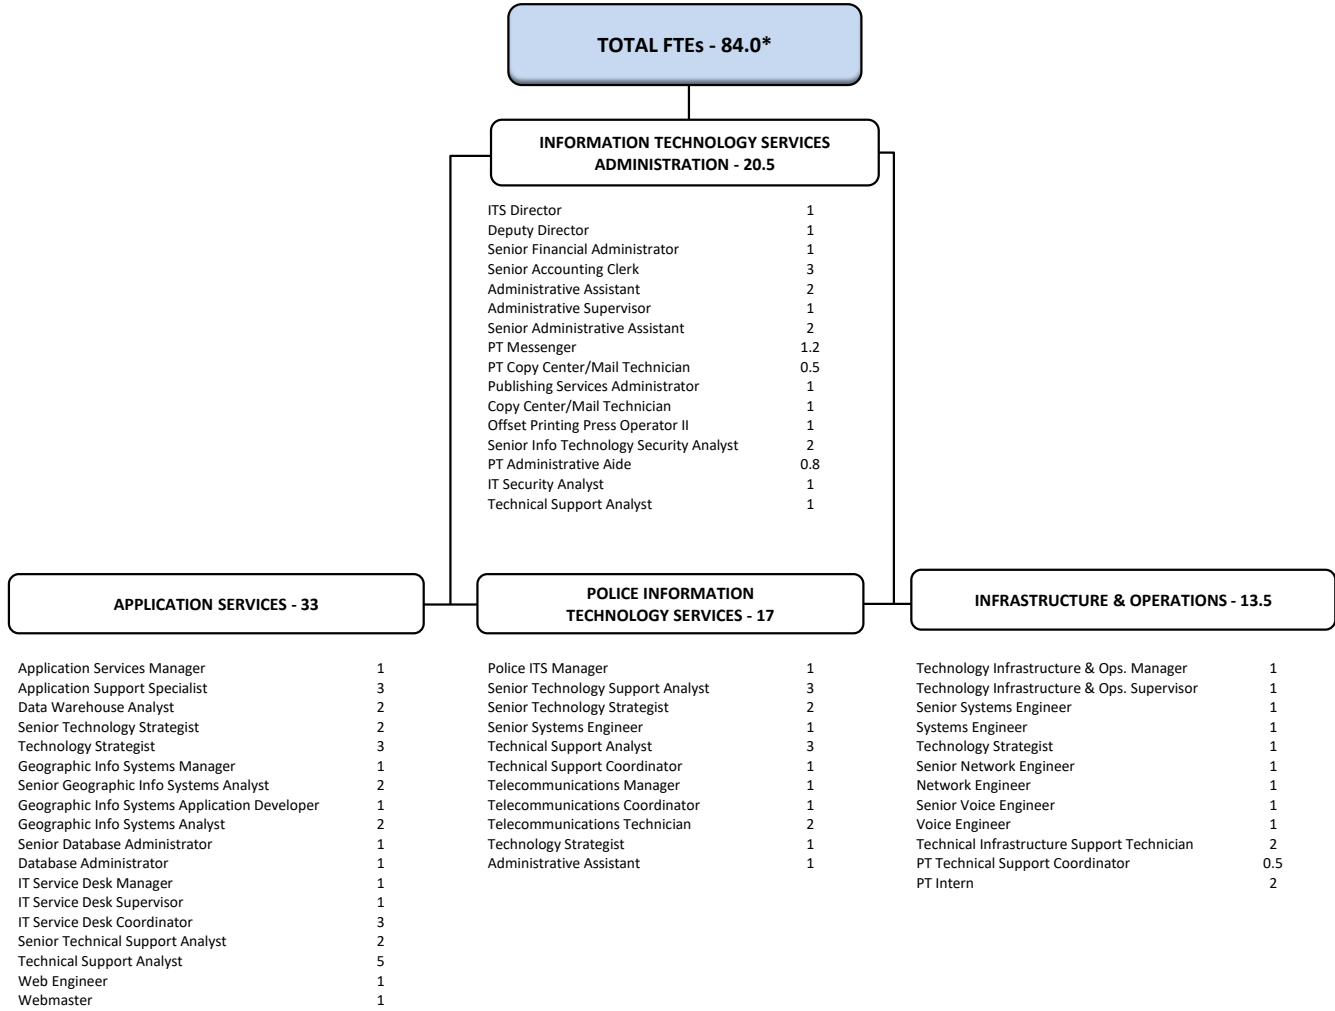 TOTAL FTEs - 84.0*
INFORMATION TECHNOLOGY SERVICES
ADMINISTRATION - 20.5
ITS Director 1
Deputy Director 1
Senior Financial Administrator 1
Senior Accounting Clerk 3
Administrative Assistant 2
Administrative Supervisor 1
Senior Administrative Assistant 2
PT Messenger 1.2
PT Copy Center/Mail Technician 0.5
Publishing Services Administrator 1
Copy Center/Mail Technician 1
Offset Printing Press Operator II 1
Senior Info Technology Security Analyst 2
PT Administrative Aide 0.8
IT Security Analyst 1
Technical Support Analyst 1
APPLICATION SERVICES - 33
Application Services Manager 1
Application Support Specialist 3
Data Warehouse Analyst 2
Senior Technology Strategist 2
Technology Strategist 3
Geographic Info Systems Manager 1
Senior Geographic Info Systems Analyst 2
Geographic Info Systems Application Developer 1
Geographic Info Systems Analyst 2
Senior Database Administrator 1
Database Administrator 1
IT Service Desk Manager 1
IT Service Desk Supervisor 1
IT Service Desk Coordinator 3
Senior Technical Support Analyst 2
Technical Support Analyst 5
Web Engineer 1
Webmaster 1
POLICE INFORMATION
TECHNOLOGY SERVICES - 17
Police ITS Manager 1
Senior Technology Support Analyst 3
Senior Technology Strategist 2
Senior Systems Engineer 1
Technical Support Analyst 3
Technical Support Coordinator 1
Telecommunications Manager 1
Telecommunications Coordinator 1
Telecommunications Technician 2
Technology Strategist 1
Administrative Assistant 1
INFRASTRUCTURE & OPERATIONS - 13.5
Technology Infrastructure & Ops. Manager 1
Technology Infrastructure & Ops. Supervisor 1
Senior Systems Engineer 1
Systems Engineer 1
Technology Strategist 1
Senior Network Engineer 1
Network Engineer 1
Senior Voice Engineer 1
Voice Engineer 1
Technical Infrastructure Support Technician 2
PT Technical Support Coordinator 0.5
PT Intern 2